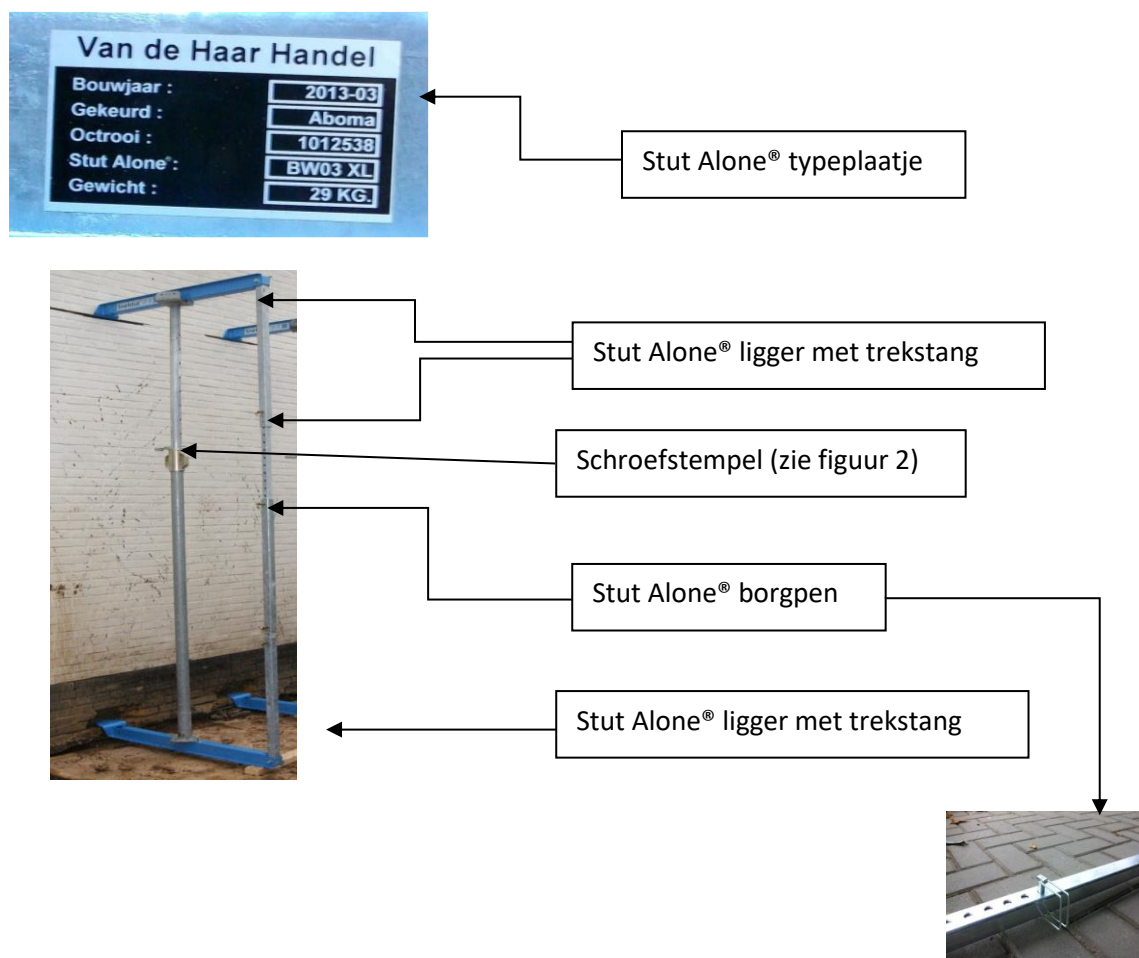 Van de Haar Handel
Bouwjaar : 2013-03
Gekeurd : Aboma
Octrooi : 1012538
Stut Alone®: BW03 XL
Gewicht : 29 KG.
Stut Alone® typeplaatje
Stut Alone® ligger met trekstang
Schroefstempel (zie figuur 2)
Stut Alone® borgpen
Stut Alone® ligger met trekstang